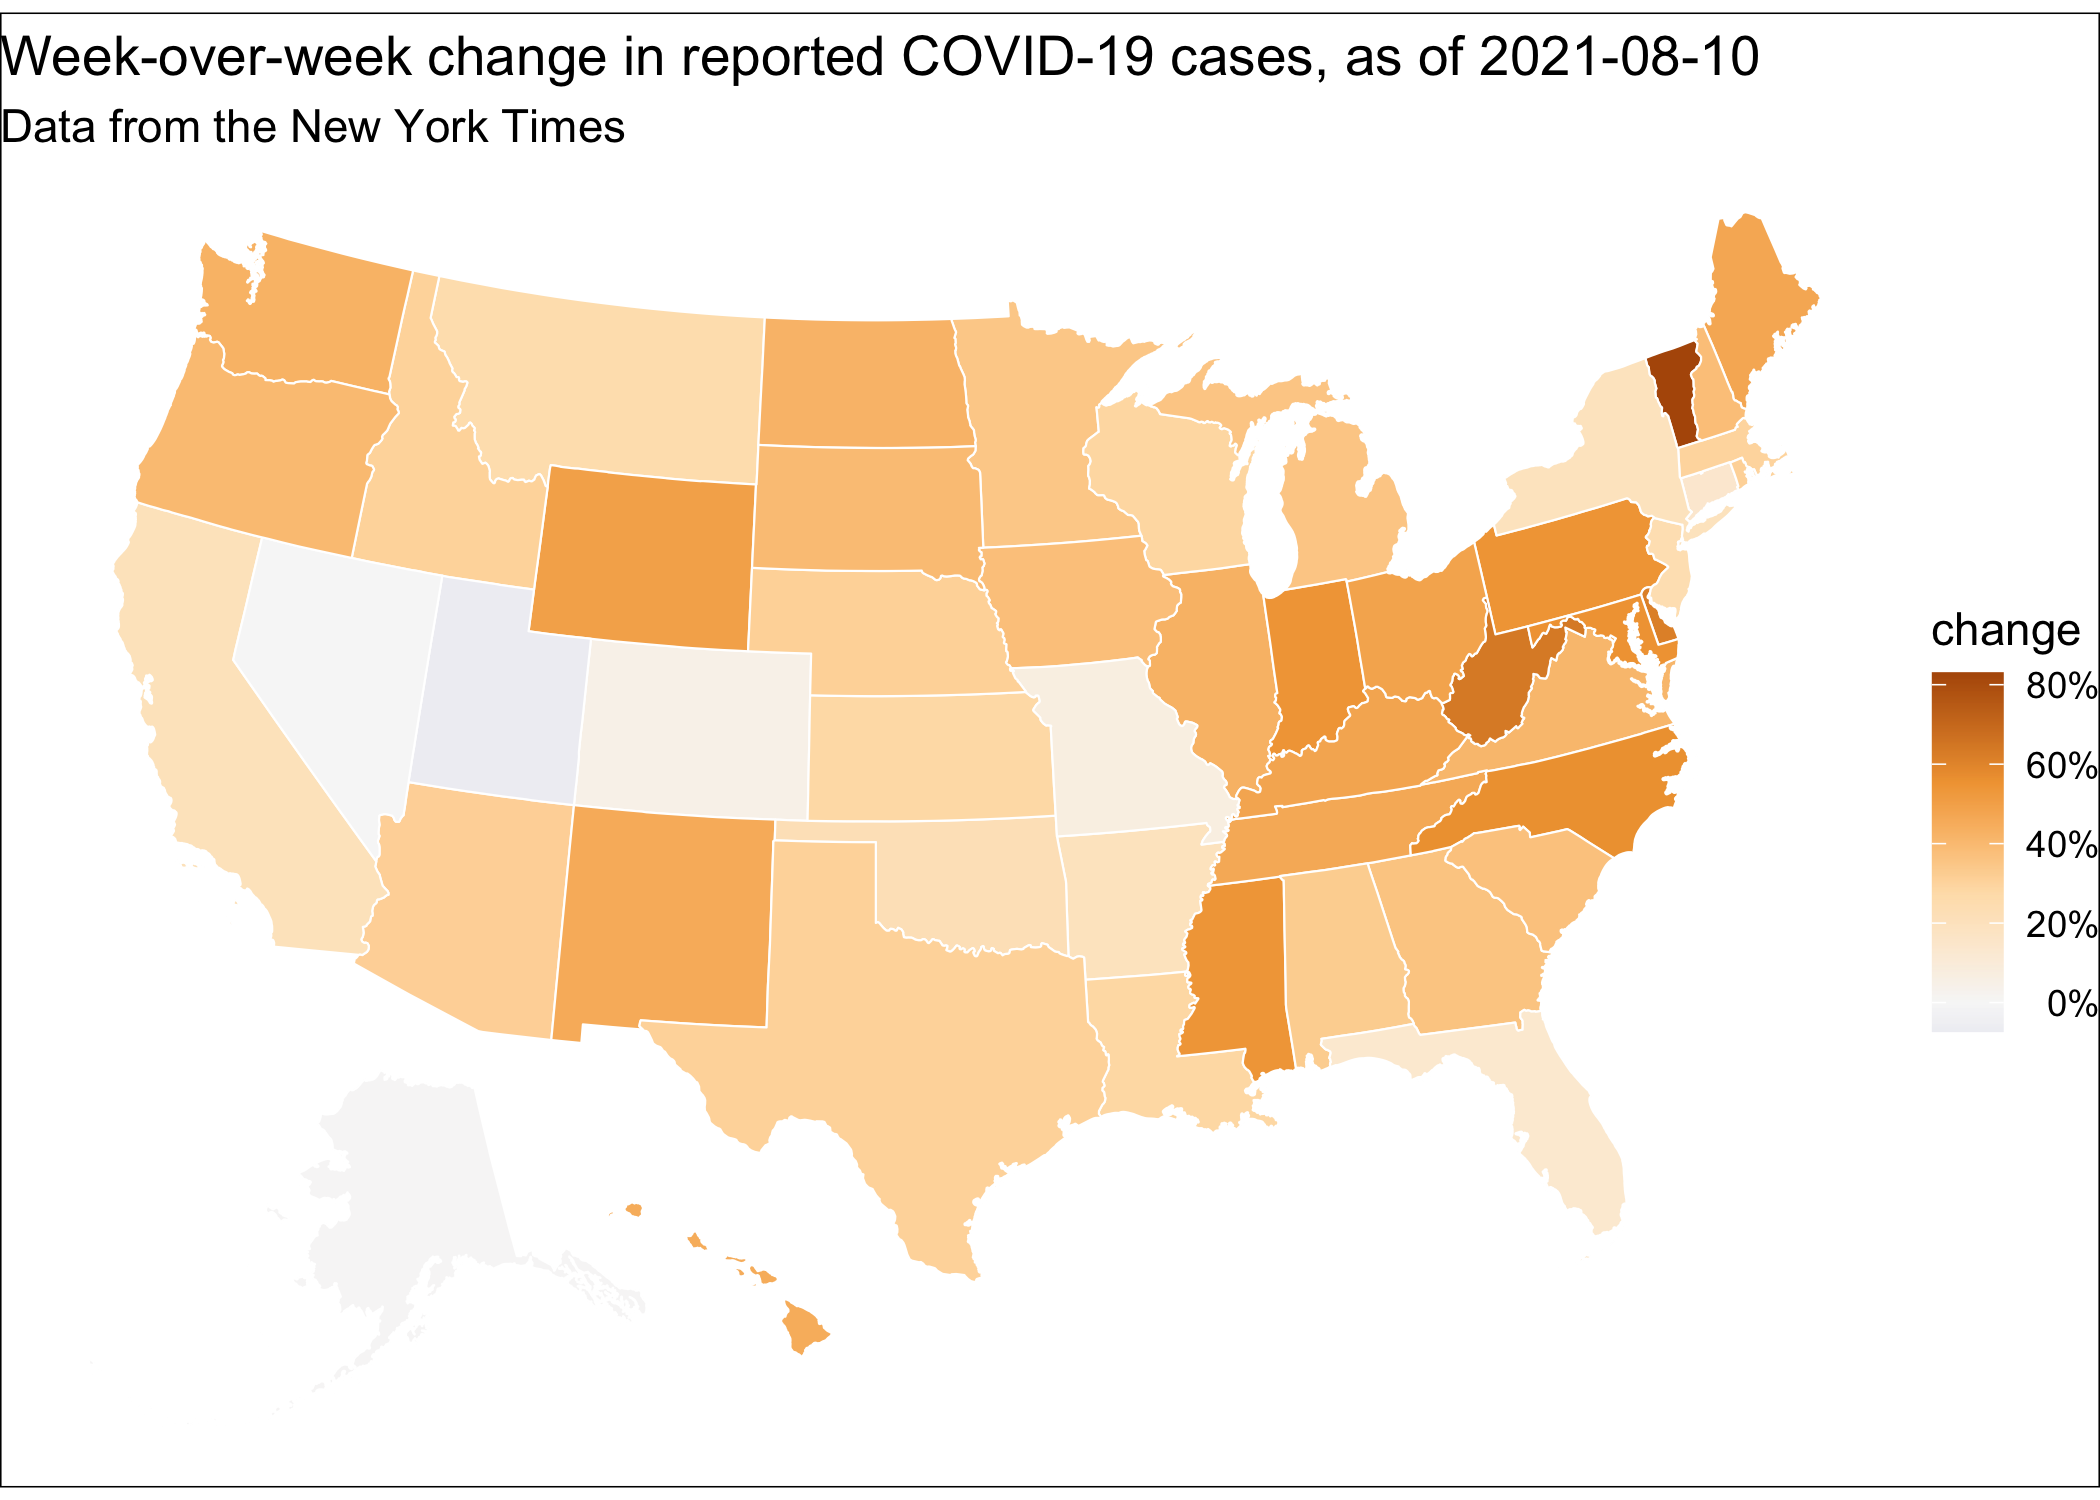 Week-over-week change in reported COVID-19 cases, as of 2021-08-10
Data from the New York Times
change
80%
60%
40%
20%
0%